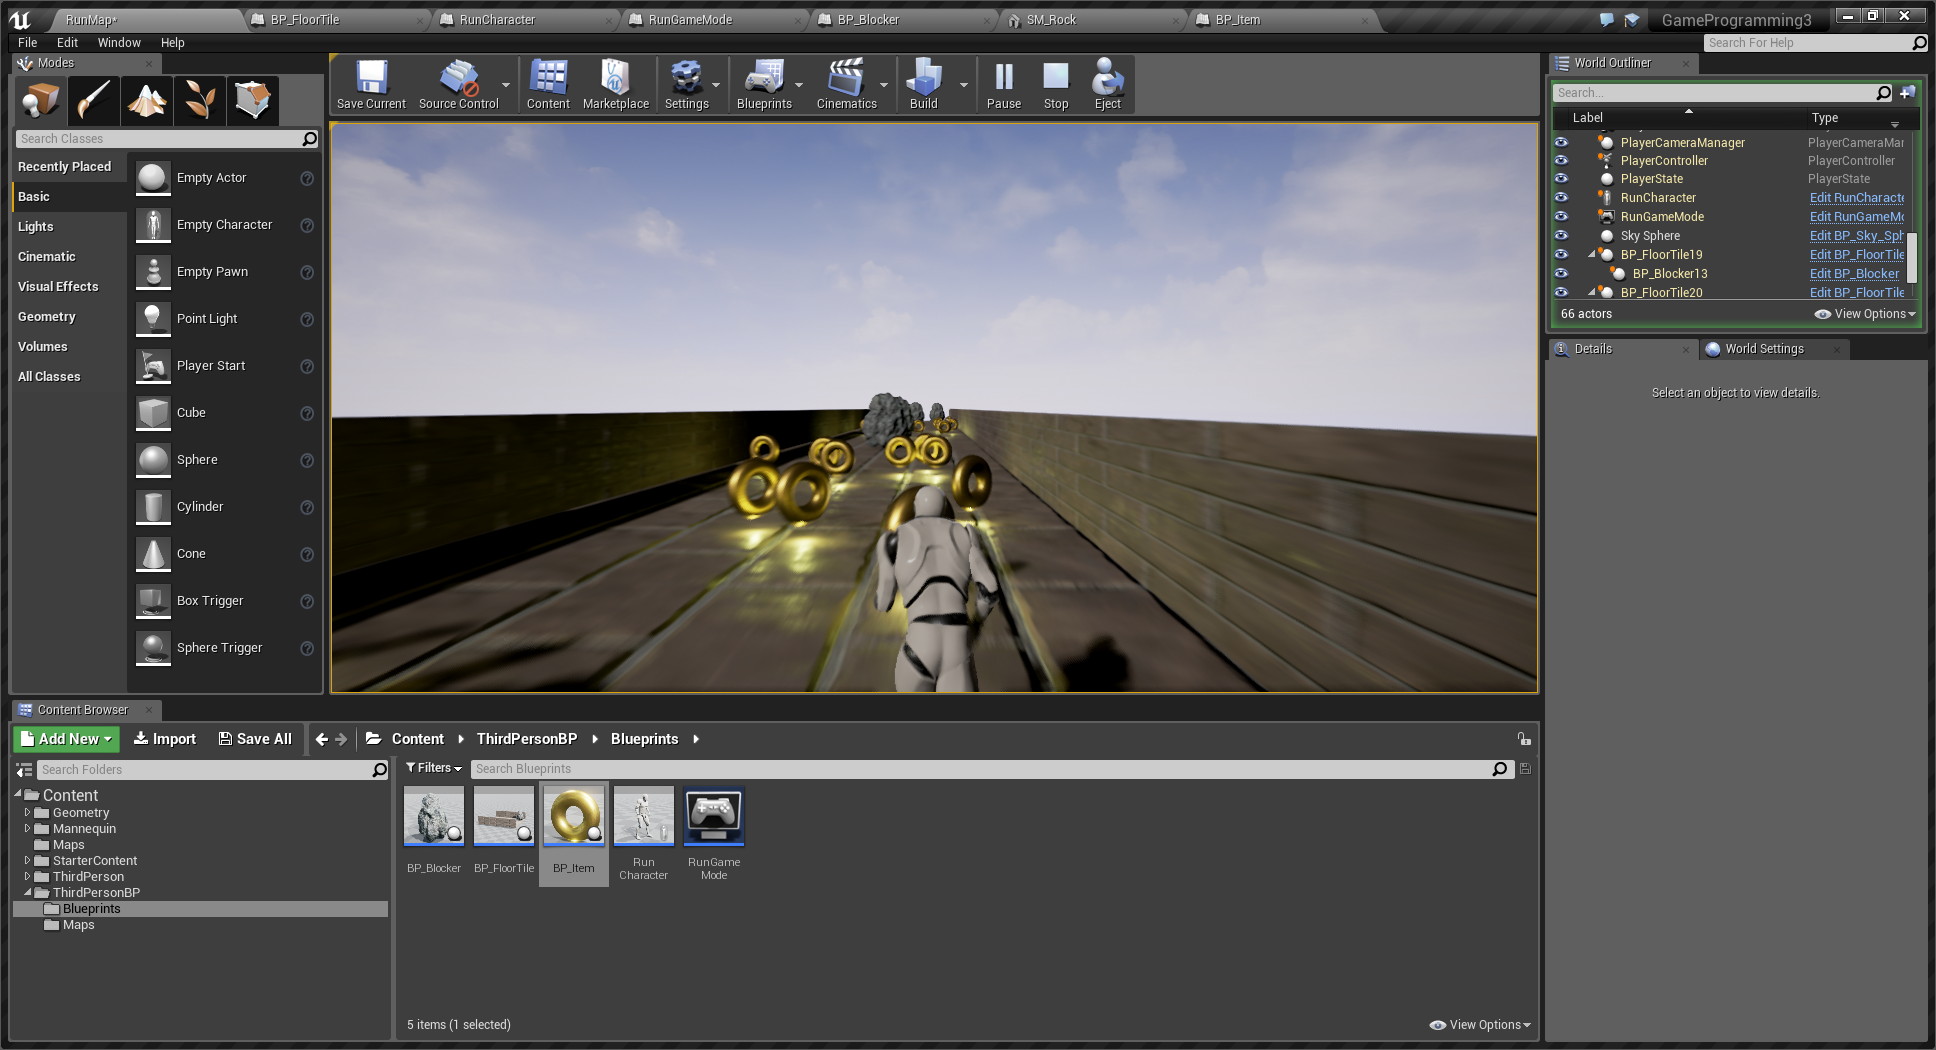 RunMap*
BP_FloorTile
RunCharacter
RunGameMode
BP_Blocker
SM_Rock
BP_Item
GameProgramming3
File Edit Window Help
Search For Help
Modes
Search Classes
Recently Placed
Basic
Lights
Cinematic
Visual Effects
Geometry
Volumes
All Classes
Empty Actor
Empty Character
Empty Pawn
Point Light
Player Start
Cube
Sphere
Cylinder
Cone
Box Trigger
Sphere Trigger
Save Current
Source Control
Content
Marketplace
Settings
Blueprints
Cinematics
Build
Pause
Stop
Eject
World Outliner
Search...
Label Type
PlayerCameraManager PlayerCameraMar
PlayerController PlayerController
PlayerState PlayerState
RunCharacter Edit RunCharacte
RunGameMode Edit RunGameMo
Sky Sphere Edit BP_Sky_Sph
BP_FloorTile19 Edit BP_FloorTile
BP_Blocker13 Edit BP_Blocker
BP_FloorTile20 Edit BP_FloorTile
66 actors View Options
Details
World Settings
Select an object to view details.
Content Browser
Add New Import Save All
Content ThirdPersonBP Blueprints
Search Folders
Content
Geometry
Mannequin
Maps
StarterContent
ThirdPerson
ThirdPersonBP
Blueprints
Maps
Filters
Search Blueprints
BP_Blocker
BP_FloorTile
BP_Item
Run
Character
RunGame
Mode
5 items (1 selected)
View Options